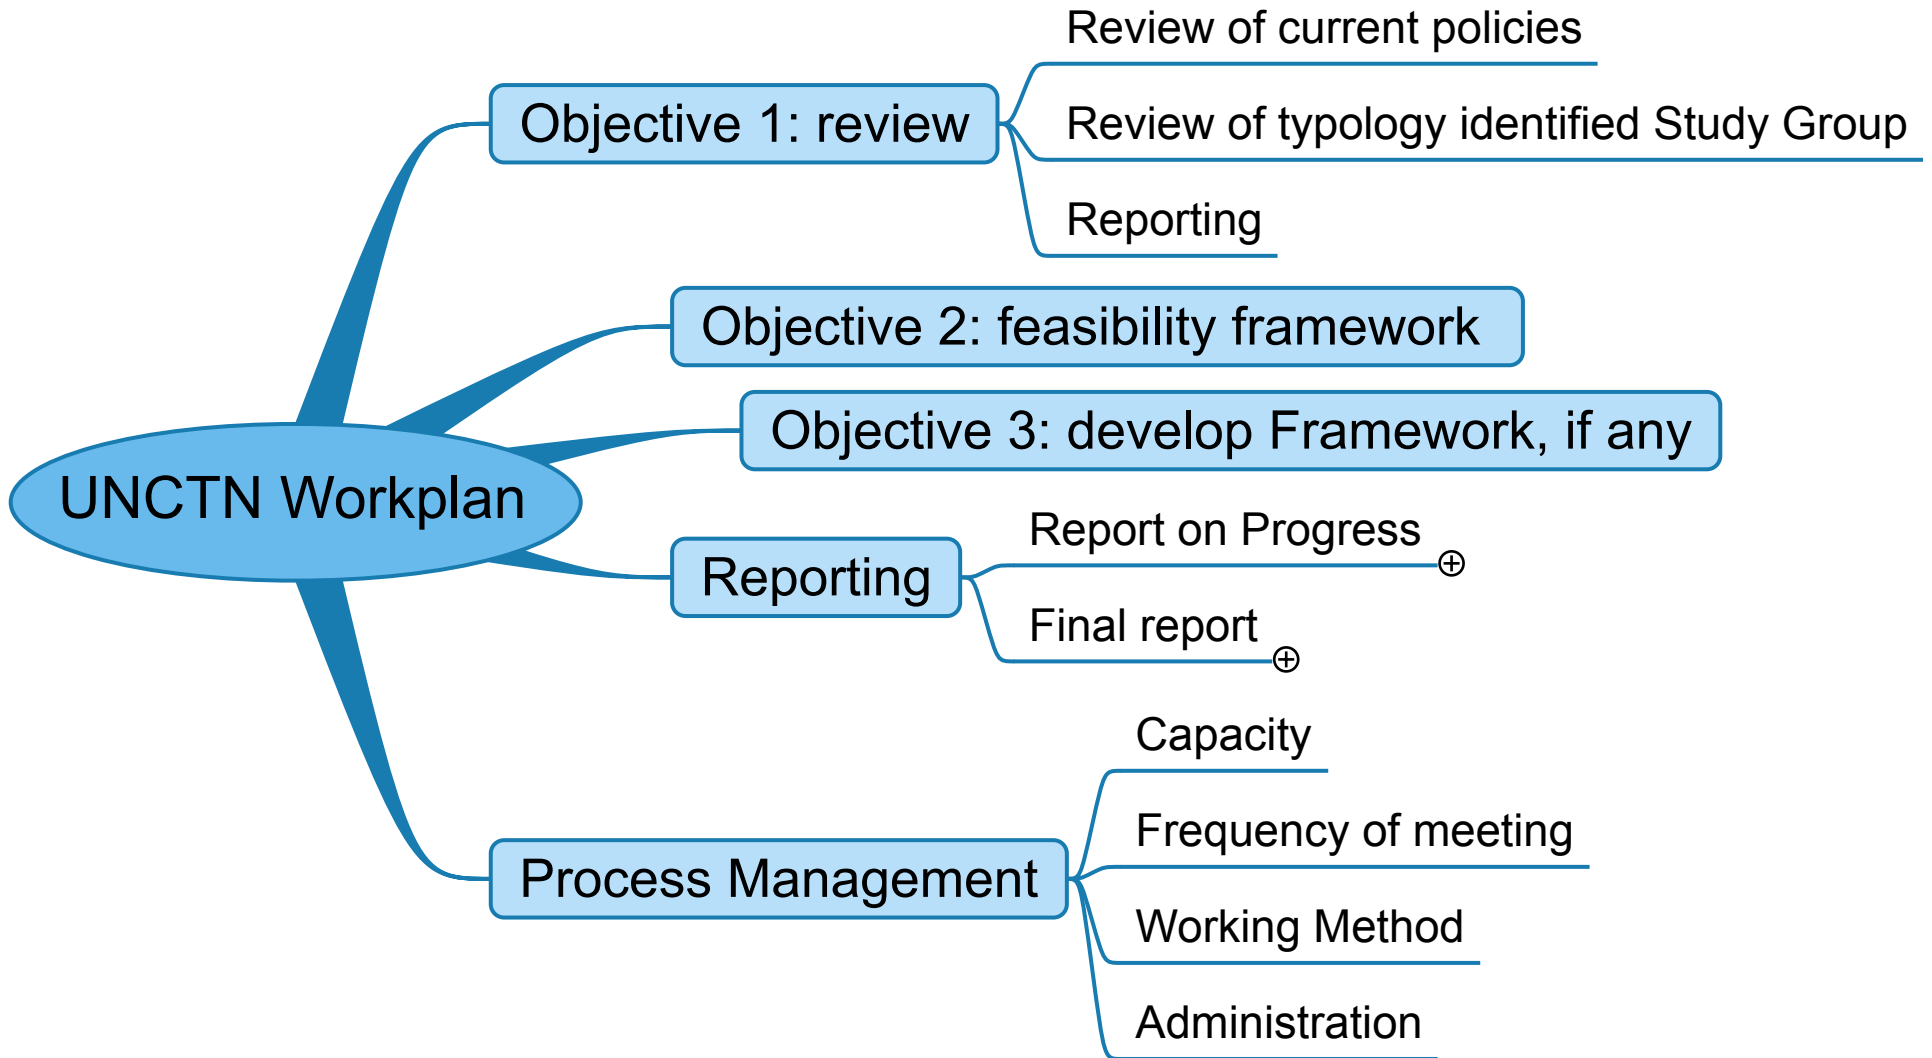 UNCTN Workplan
Objective 1: review
Review of current policies
Review of typology identified Study Group
Reporting
Objective 2: feasibility framework
Objective 3: develop Framework, if any
Reporting
Report on Progress
Final report
Process Management
Capacity
Frequency of meeting
Working Method
Administration